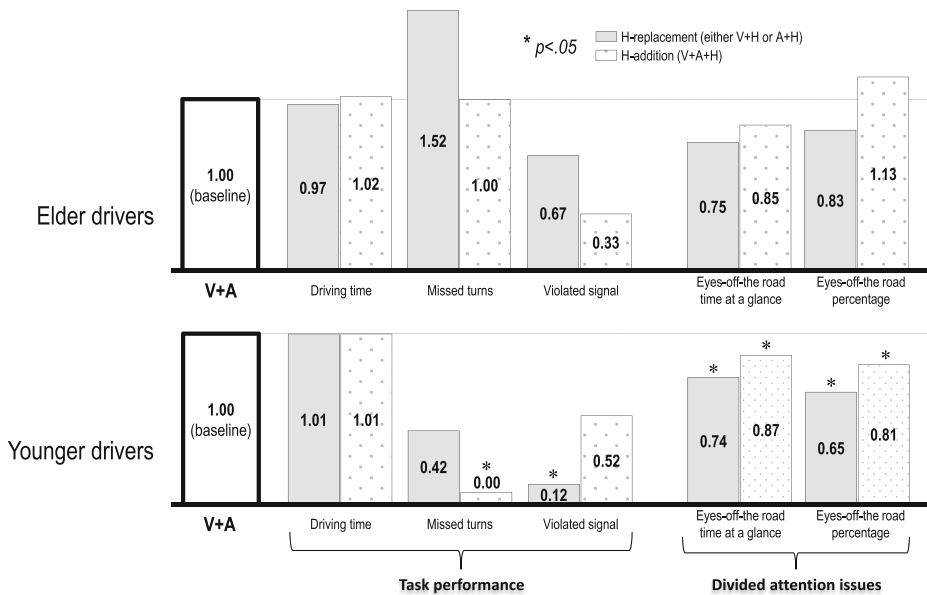 * p<.05
H-replacement (either V+H or A+H)
H-addition (V+A+H)
Elder drivers
1.00
(baseline)
0.97
1.02
1.52
1.00
0.67
0.33
0.75
0.85
0.83
1.13
V+A
Driving time
Missed turns
Violated signal
Eyes-off-the road
time at a glance
Eyes-off-the road
percentage
Younger drivers
1.00
(baseline)
1.01
1.01
0.42
*
0.00
*
0.12
0.52
*
0.74
*
0.87
*
0.65
*
0.81
V+A
Driving time
Missed turns
Violated signal
Eyes-off-the road
time at a glance
Eyes-off-the road
percentage
Task performance
Divided attention issues